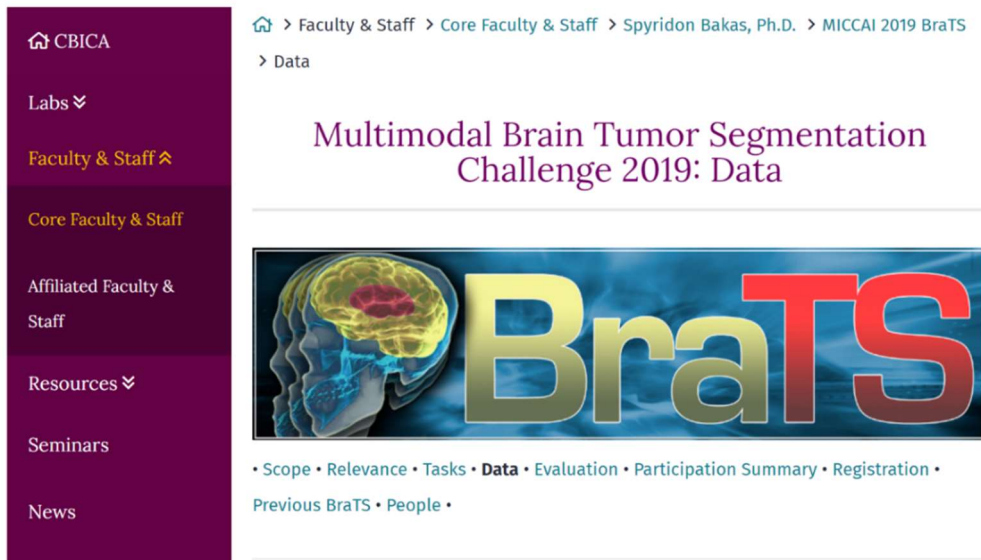 CBICA
Labs
Faculty & Staff
Core Faculty & Staff
Affiliated Faculty &
Staff
Resources
Seminars
News
> Faculty & Staff > Core Faculty & Staff > Spyridon Bakas, Ph.D. > MICCAI 2019 BraTS
> Data
Multimodal Brain Tumor Segmentation
Challenge 2019: Data
BraTS
• Scope • Relevance • Tasks • Data • Evaluation • Participation Summary • Registration •
Previous BraTS • People •